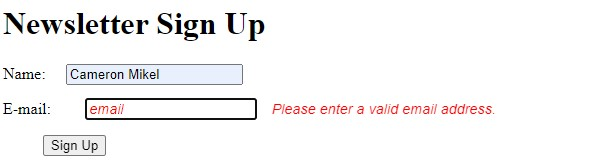 Newsletter Sign Up
Name: Cameron Mikel
E-mail: email Please enter a valid email address.
Sign Up